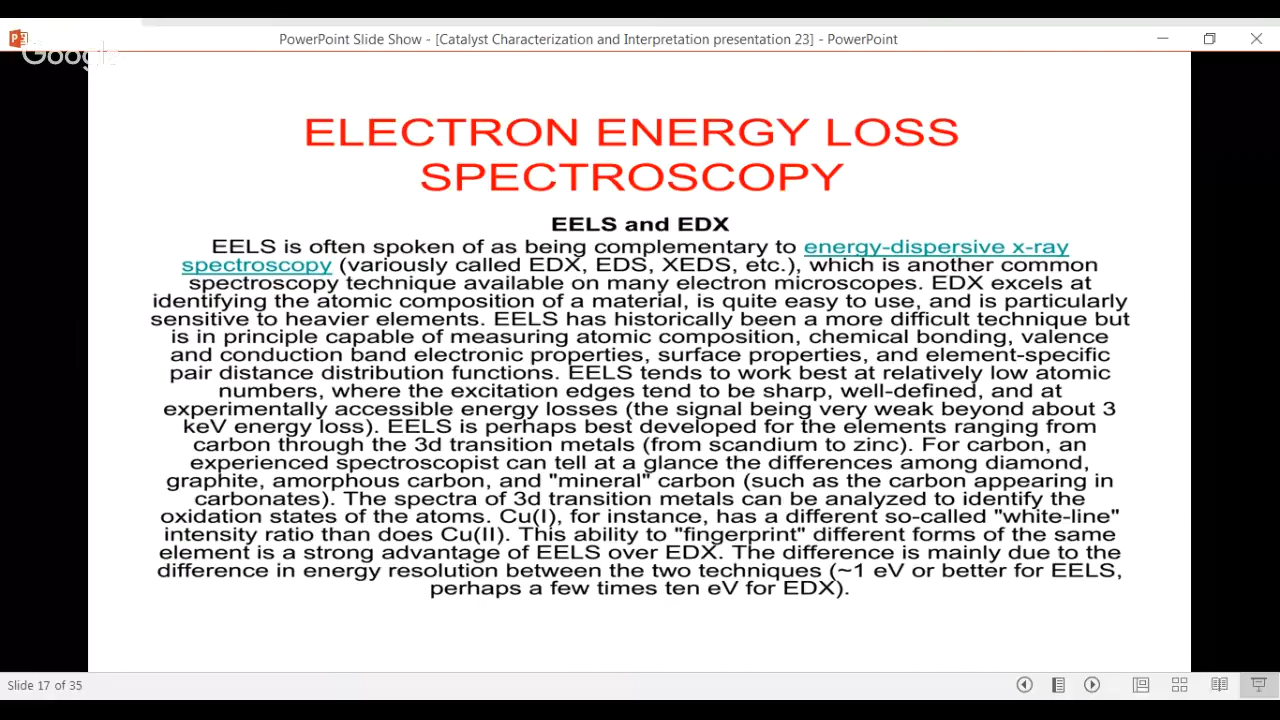 PowerPoint Slide Show - [Catalyst Characterization and Interpretation presentation 23] - PowerPoint
Google
ELECTRON ENERGY LOSS
SPECTROSCOPY
EELS and EDX
EELS is often spoken of as being complementary to energy-dispersive x-ray
spectroscopy (variously called EDX, EDS, XEDS, etc.), which is another common
spectroscopy technique available on many electron microscopes. EDX excels at
identifying the atomic composition of a material, is quite easy to use, and is particularly
sensitive to heavier elements. EELS has historically been a more difficult technique but
is in principle capable of measuring atomic composition, chemical bonding, valence
and conduction band electronic properties, surface properties, and element-specific
pair distance distribution functions. EELS tends to work best at relatively low atomic
numbers, where the excitation edges tend to be sharp, well-defined, and at
experimentally accessible energy losses (the signal being very weak beyond about 3
keV energy loss). EELS is perhaps best developed for the elements ranging from
carbon through the 3d transition metals (from scandium to zinc). For carbon, an
experienced spectroscopist can tell at a glance the differences among diamond,
graphite, amorphous carbon, and "mineral" carbon (such as the carbon appearing in
carbonates). The spectra of 3d transition metals can be analyzed to identify the
oxidation states of the atoms. Cu(I), for instance, has a different so-called "white-line"
intensity ratio than does Cu(II). This ability to "fingerprint" different forms of the same
element is a strong advantage of EELS over EDX. The difference is mainly due to the
difference in energy resolution between the two techniques (~1 eV or better for EELS,
perhaps a few times ten eV for EDX).
Slide 17 of 35